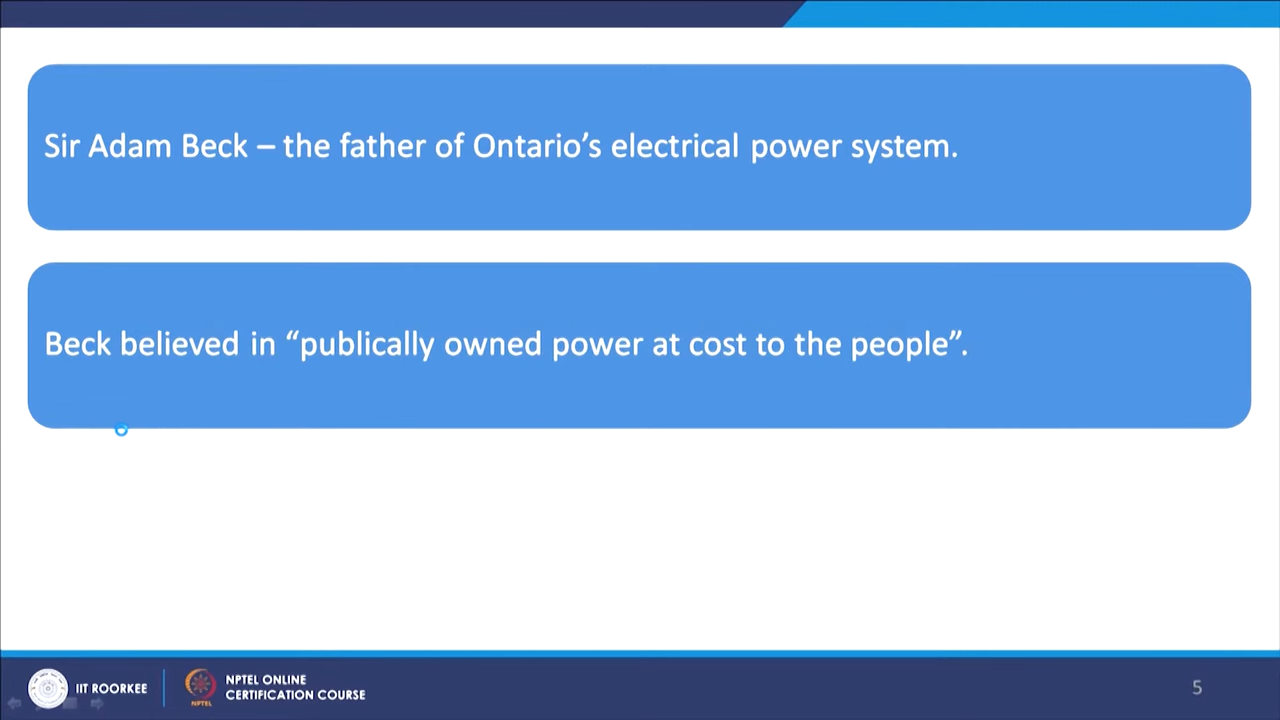 Sir Adam Beck – the father of Ontario’s electrical power system.
Beck believed in “publically owned power at cost to the people”.
IIT ROORKEE
NPTEL
NPTEL ONLINE
CERTIFICATION COURSE
5